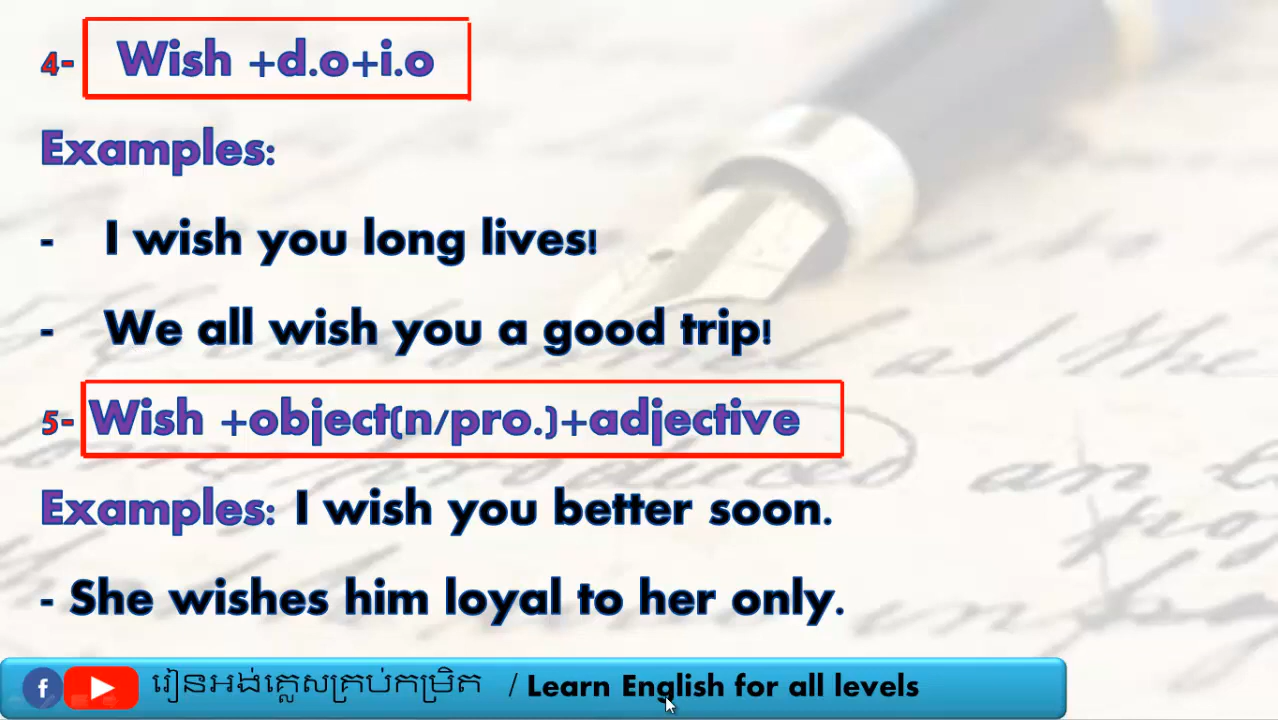 4- Wish +d.o+i.o
Examples:
- I wish you long lives!
- We all wish you a good trip!
5- Wish +object(n/pro.)+adjective
Examples: I wish you better soon.
- She wishes him loyal to her only.
រៀនអង់គ្លេសគ្រប់កម្រិត / Learn English for all levels